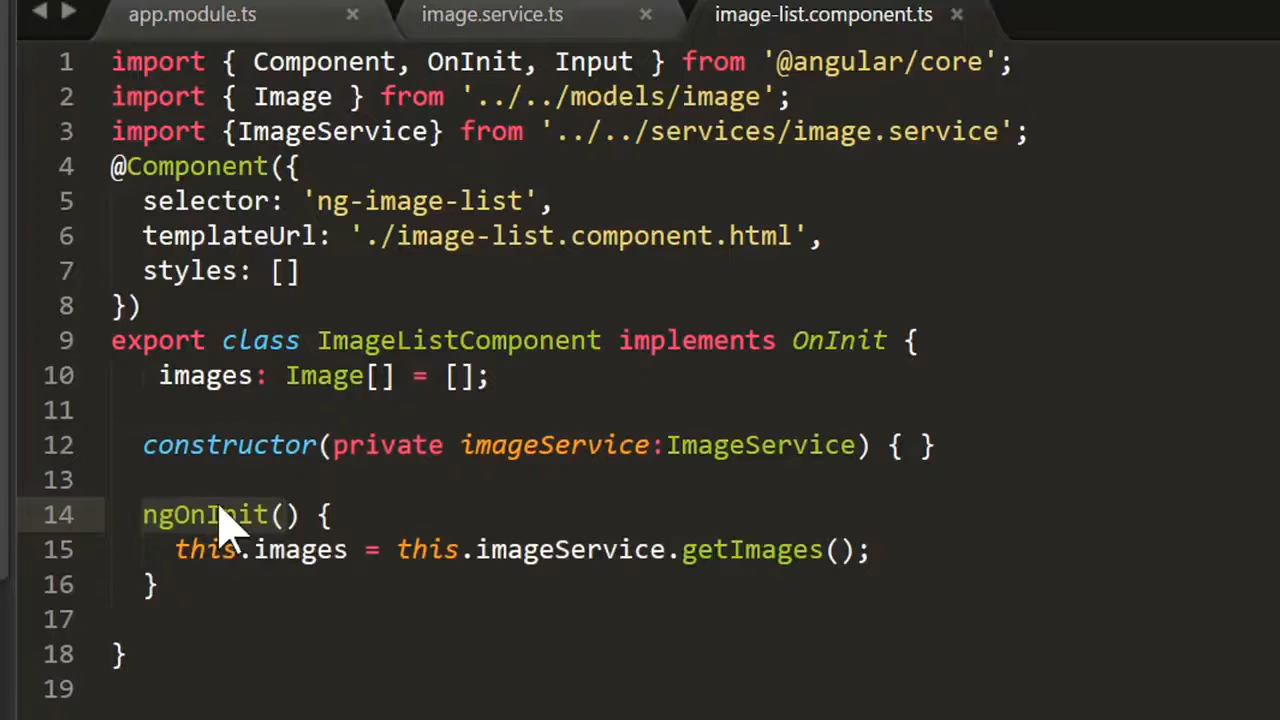 app.module.ts × image.service.ts × image-list.component.ts ×
1 import { Component, OnInit, Input } from '@angular/core';
2 import { Image } from '../../models/image';
3 import {ImageService} from '../../services/image.service';
4 @Component({
5 selector: 'ng-image-list',
6 templateUrl: './image-list.component.html',
7 styles: []
8 })
9 export class ImageListComponent implements OnInit {
10 images: Image[] = [];
11
12 constructor(private imageService:ImageService) { }
13
14 ngOnInit() {
15 this.images = this.imageService.getImages();
16 }
17
18 }
19